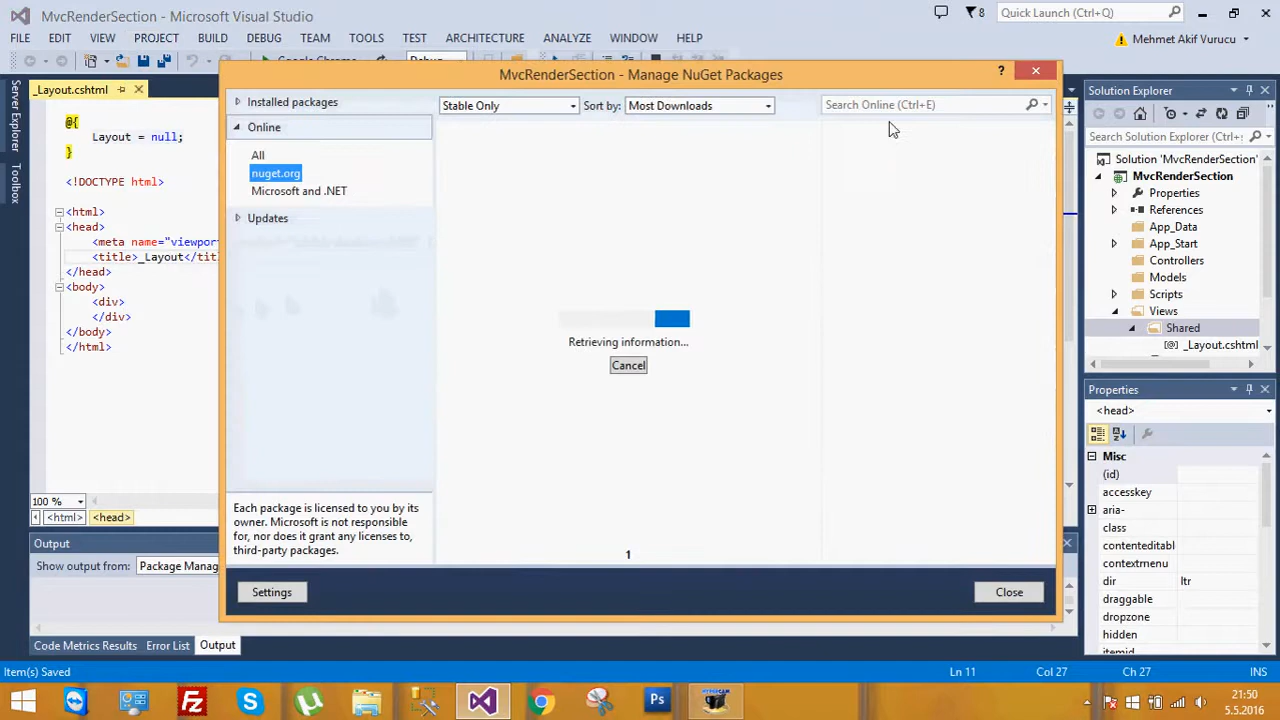 MvcRenderSection - Microsoft Visual Studio
8
Quick Launch (Ctrl+Q)
FILE EDIT VIEW PROJECT BUILD DEBUG TEAM TOOLS TEST ARCHITECTURE ANALYZE WINDOW HELP
Mehmet Akif Vurucu
Server Explorer
Toolbox
_Layout.cshtml
@{
Layout = null;
}
<!DOCTYPE html>
<html>
<head>
<meta name="viewpor
<title>_Layout</tit
</head>
<body>
<div>
</div>
</body>
</html>
100 %
<html> <head>
Output
Show output from: Package Manag
Code Metrics Results Error List Output
MvcRenderSection - Manage NuGet Packages
?
Installed packages
Online
All
nuget.org
Microsoft and .NET
Updates
Each package is licensed to you by its
owner. Microsoft is not responsible
for, nor does it grant any licenses to,
third-party packages.
Settings
Stable Only
Sort by: Most Downloads
Search Online (Ctrl+E)
Retrieving information...
Cancel
1
Close
Solution Explorer
Search Solution Explorer (Ctrl+
Solution 'MvcRenderSection'
MvcRenderSection
Properties
References
App_Data
App_Start
Controllers
Models
Scripts
Views
Shared
_Layout.cshtml
Properties
<head>
Misc
(id)
accesskey
aria-
class
contenteditabl
contextmenu
dir ltr
draggable
dropzone
hidden
itemid
Item(s) Saved
Ln 11
Col 27
Ch 27
INS
21:50
5.5.2016